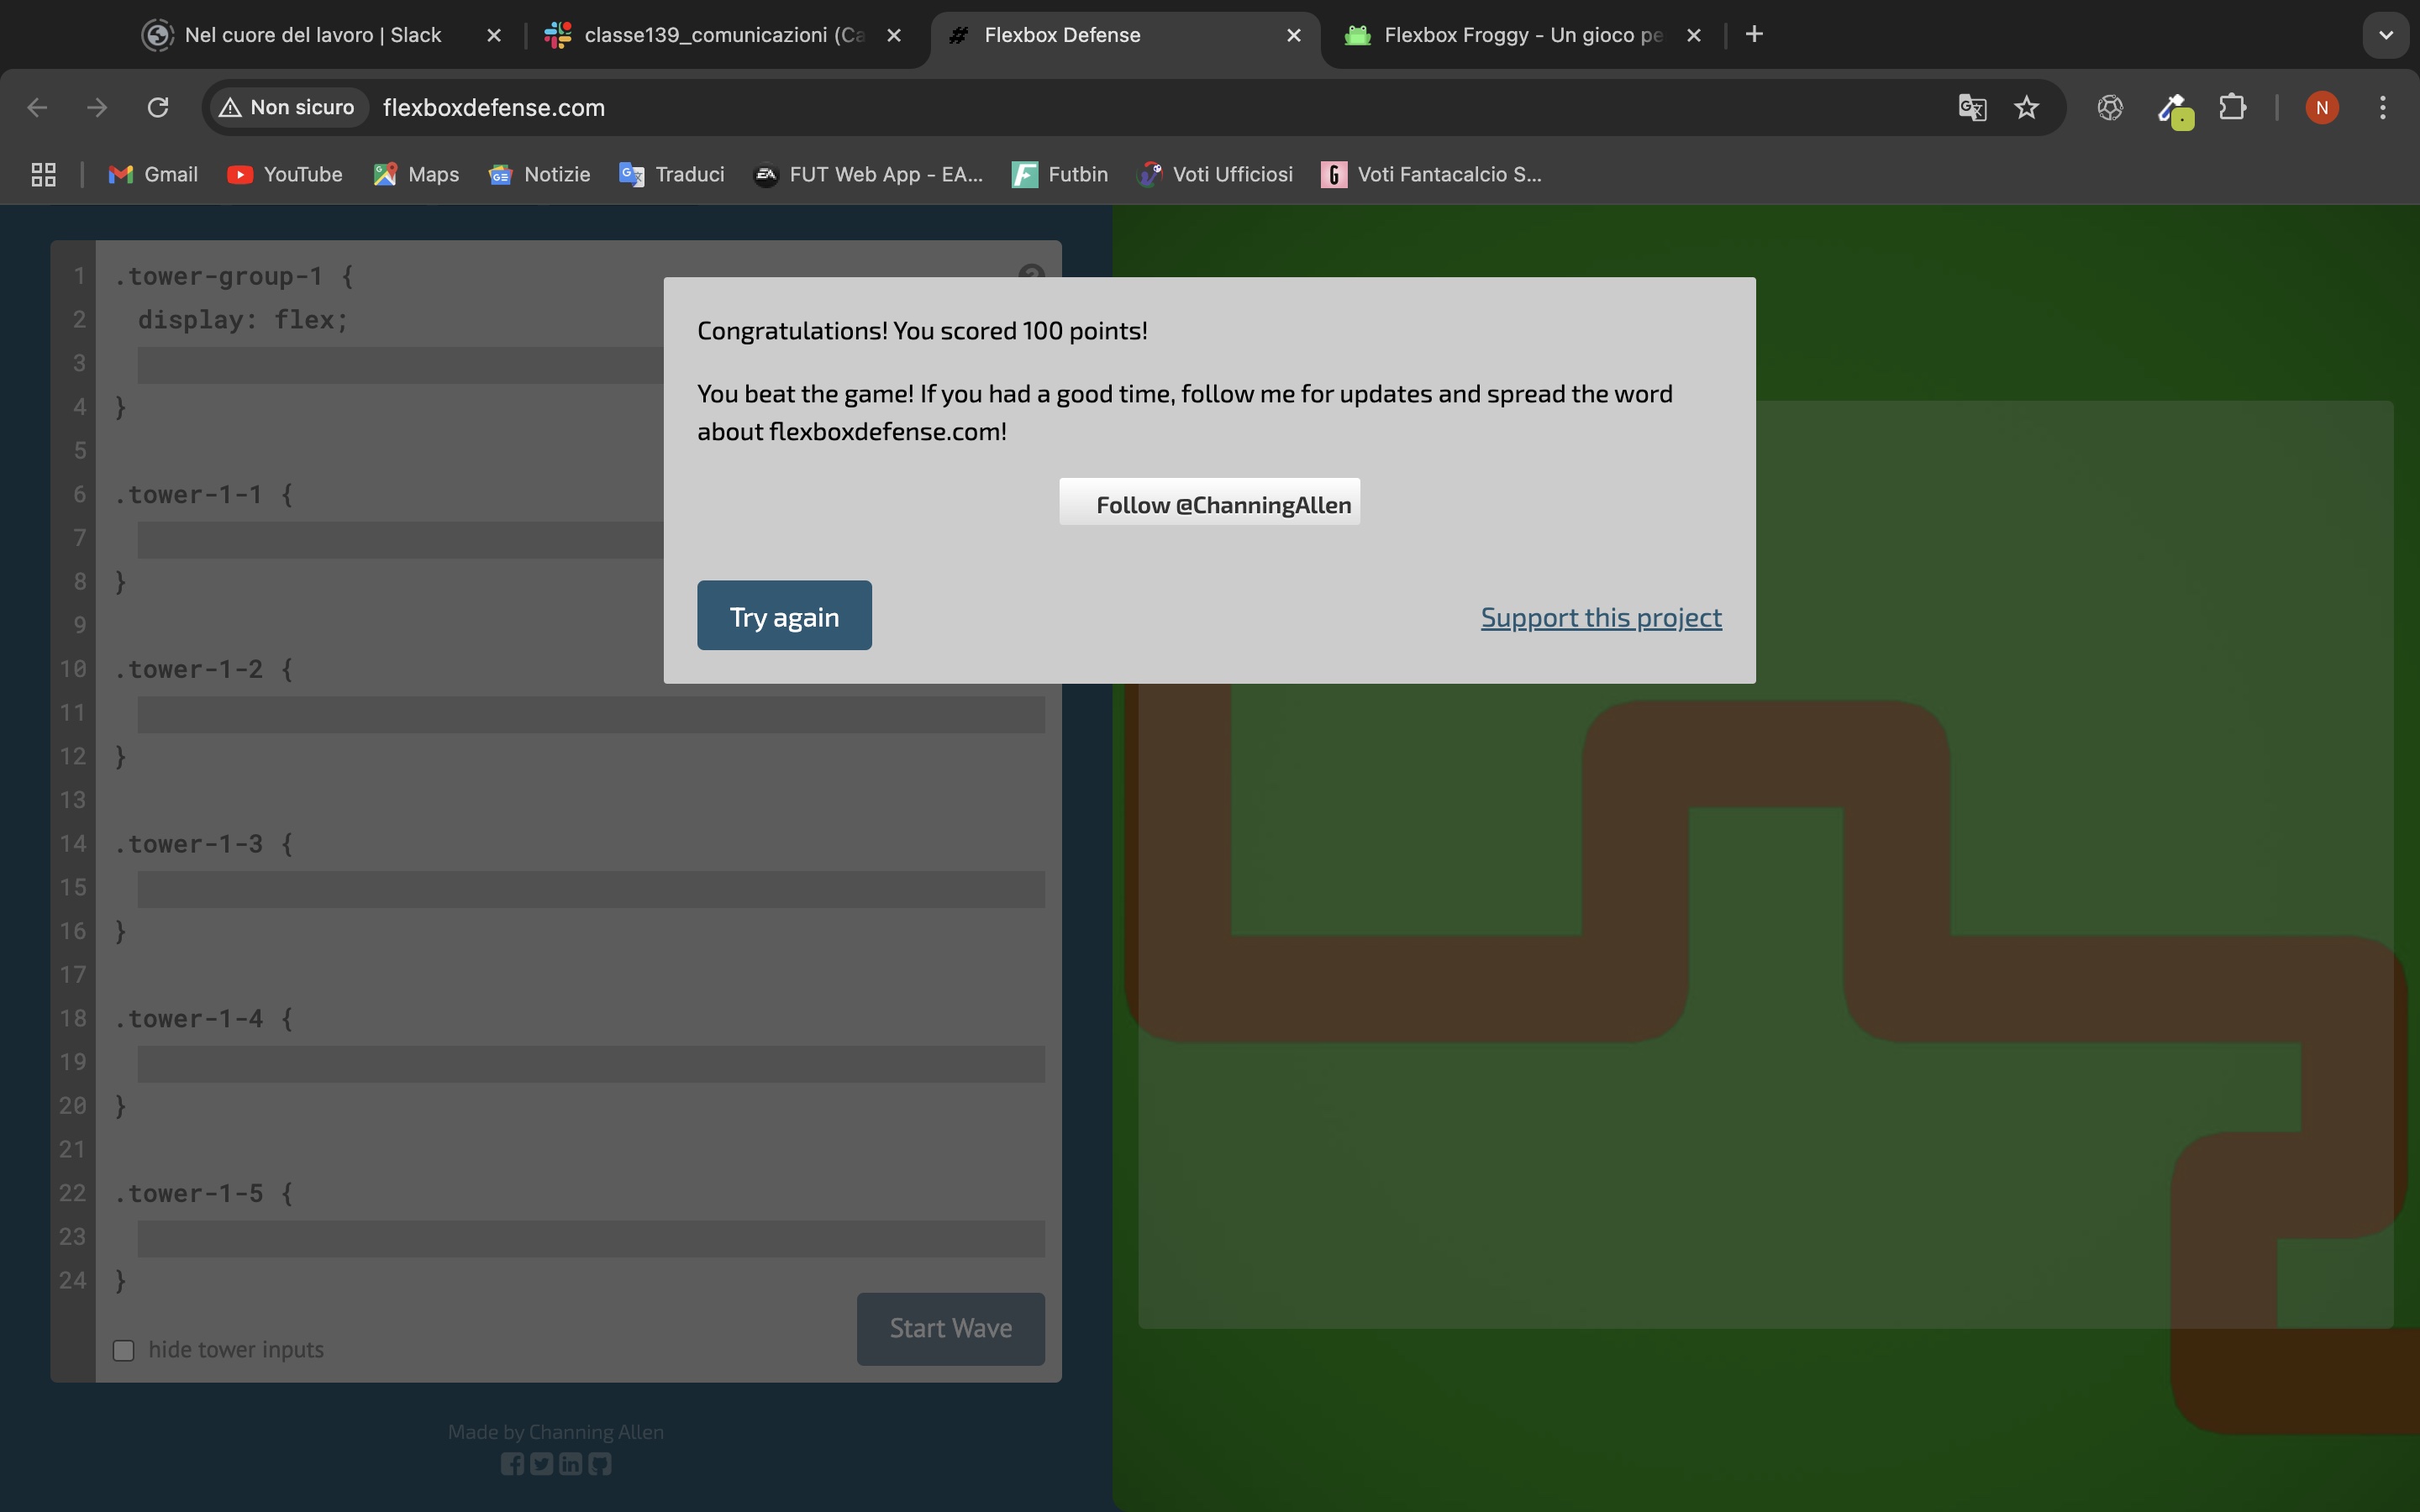 Nel cuore del lavoro | Slack
classe139_comunicazioni (Ca
Flexbox Defense
Flexbox Froggy - Un gioco pe
Non sicuro
flexboxdefense.com
N
Gmail
YouTube
Maps
Notizie
Traduci
FUT Web App - EA...
Futbin
Voti Ufficiosi
Voti Fantacalcio S...
1 .tower-group-1 {
2 display: flex;
3
4 }
5
6 .tower-1-1 {
7
8 }
9
10 .tower-1-2 {
11
12 }
13
14 .tower-1-3 {
15
16 }
17
18 .tower-1-4 {
19
20 }
21
22 .tower-1-5 {
23
24 }
hide tower inputs
Start Wave
Made by Channing Allen
Congratulations! You scored 100 points!
You beat the game! If you had a good time, follow me for updates and spread the word
about flexboxdefense.com!
Follow @ChanningAllen
Try again
Support this project